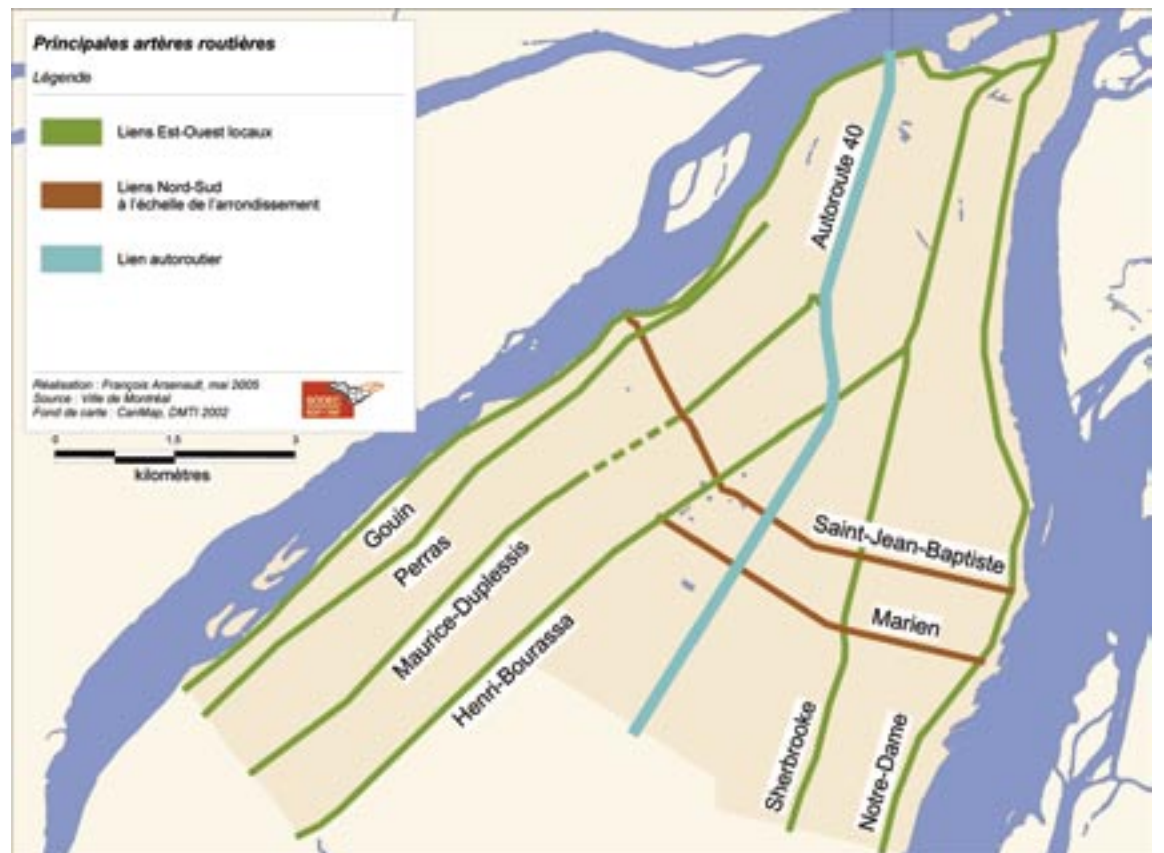 Principales artères routières
Légende
Liens Est-Ouest locaux
Liens Nord-Sud
à l'échelle de l'arrondissement
Lien autoroutier
Réalisation : François Arsenault, mai 2005
Source : Ville de Montréal
Fond de carte : CanMap, DMTI 2002
0 1.5 3
kilomètres
Autoroute 40
Gouin
Perras
Maurice-Duplessis
Henri-Bourassa
Saint-Jean-Baptiste
Marien
Sherbrooke
Notre-Dame